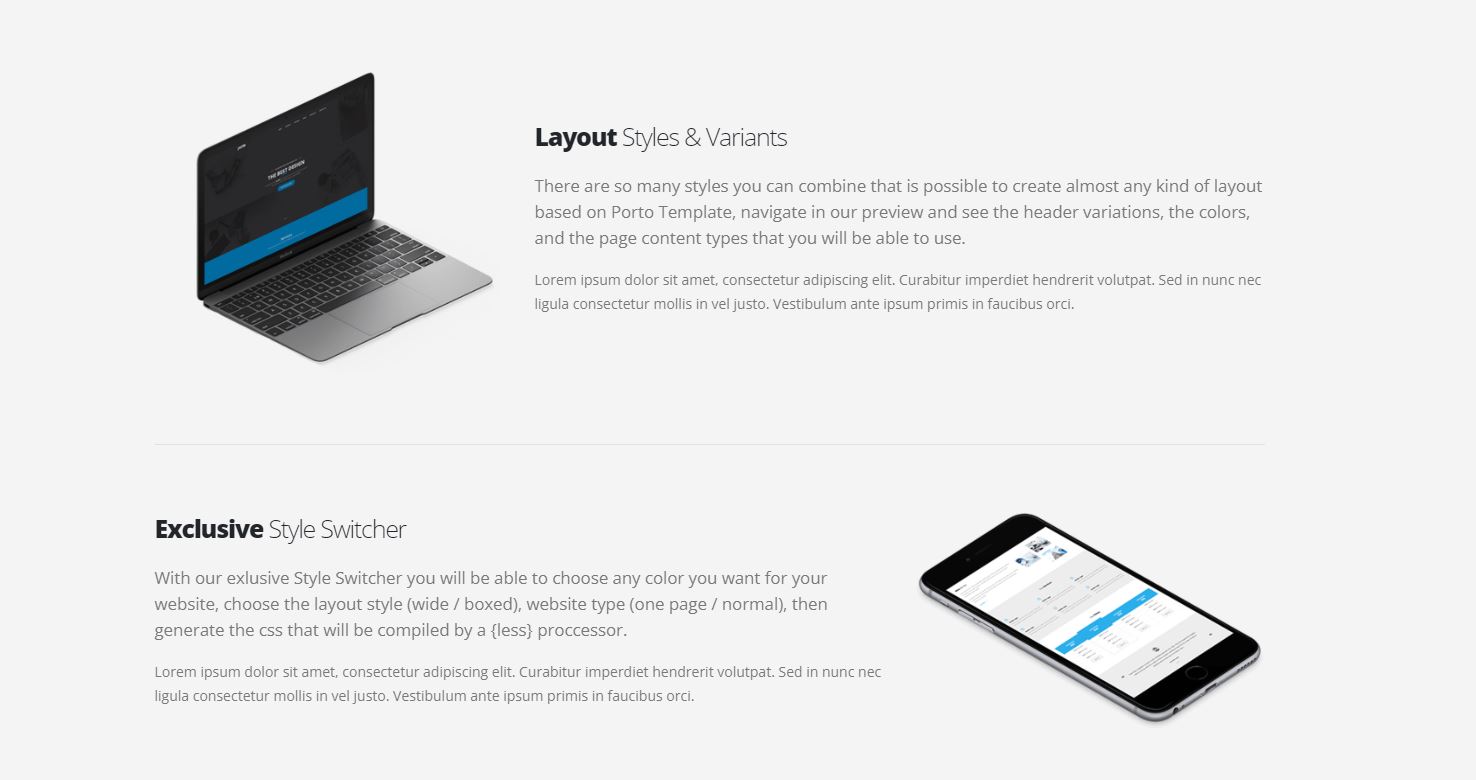 THE BEST DESIGN
Layout Styles & Variants
There are so many styles you can combine that is possible to create almost any kind of layout
based on Porto Template, navigate in our preview and see the header variations, the colors,
and the page content types that you will be able to use.
Lorem ipsum dolor sit amet, consectetur adipiscing elit. Curabitur imperdiet hendrerit volutpat. Sed in nunc nec
ligula consectetur mollis in vel justo. Vestibulum ante ipsum primis in faucibus orci.
Exclusive Style Switcher
With our exlusive Style Switcher you will be able to choose any color you want for your
website, choose the layout style (wide / boxed), website type (one page / normal), then
generate the css that will be compiled by a {less} proccessor.
Lorem ipsum dolor sit amet, consectetur adipiscing elit. Curabitur imperdiet hendrerit volutpat. Sed in nunc nec
ligula consectetur mollis in vel justo. Vestibulum ante ipsum primis in faucibus orci.